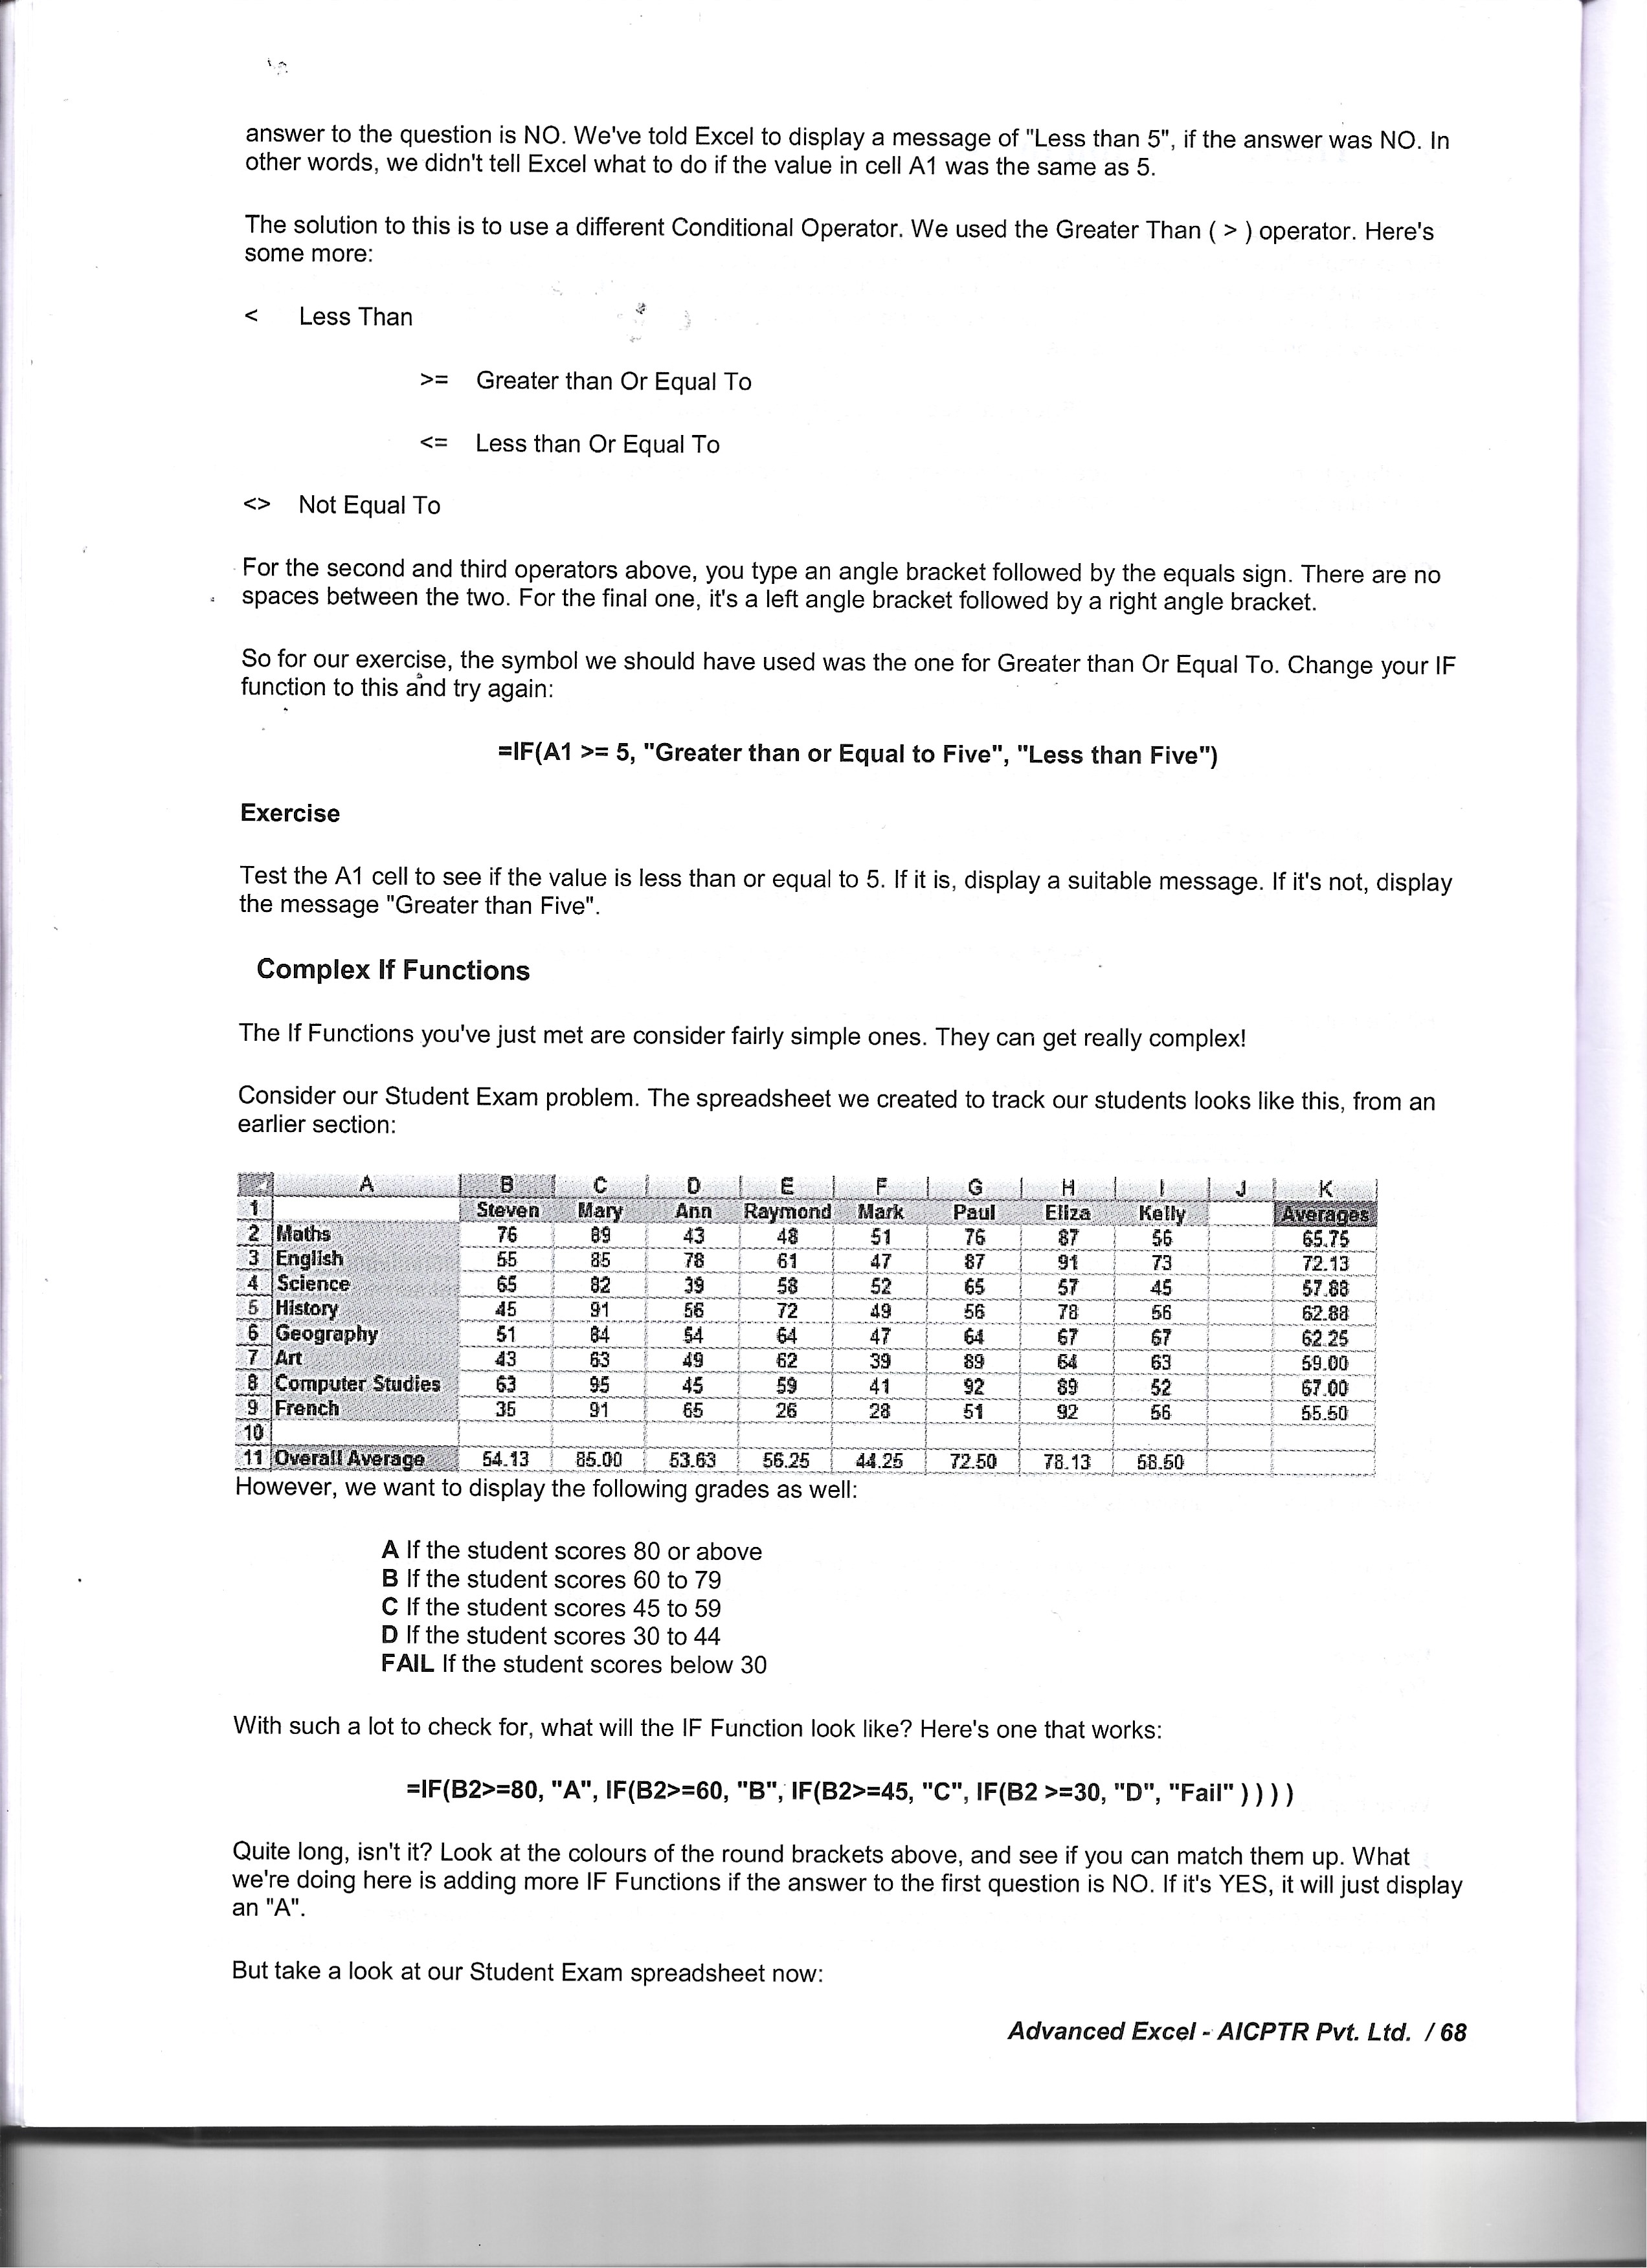 answer to the question is NO. We've told Excel to display a message of "Less than 5", if the answer was NO. In
other words, we didn't tell Excel what to do if the value in cell A1 was the same as 5.
The solution to this is to use a different Conditional Operator. We used the Greater Than ( > ) operator. Here's
some more:
< Less Than
>= Greater than Or Equal To
<= Less than Or Equal To
<> Not Equal To
For the second and third operators above, you type an angle bracket followed by the equals sign. There are no
spaces between the two. For the final one, it's a left angle bracket followed by a right angle bracket.
So for our exercise, the symbol we should have used was the one for Greater than Or Equal To. Change your IF
function to this and try again:
=IF(A1 >= 5, "Greater than or Equal to Five", "Less than Five")
Exercise
Test the A1 cell to see if the value is less than or equal to 5. If it is, display a suitable message. If it's not, display
the message "Greater than Five".
Complex If Functions
The If Functions you've just met are consider fairly simple ones. They can get really complex!
Consider our Student Exam problem. The spreadsheet we created to track our students looks like this, from an
earlier section:
A B C D E F G H I J K
1 Steven Mary Ann Raymond Mark Paul Eliza Kelly Averages
2 Maths 76 89 43 48 51 76 87 56 65.75
3 English 55 85 78 61 47 87 91 73 72.13
4 Science 65 82 39 58 52 65 57 45 57.88
5 History 45 91 56 72 49 56 78 56 62.88
6 Geography 51 84 54 64 47 64 67 67 62.25
7 Art 43 63 49 62 39 89 64 63 59.00
8 Computer Studies 63 95 45 59 41 92 89 52 67.00
9 French 35 91 65 26 28 51 92 56 55.50
10
11 Overall Average 54.13 85.00 53.63 56.25 44.25 72.50 78.13 58.50
However, we want to display the following grades as well:
A If the student scores 80 or above
B If the student scores 60 to 79
C If the student scores 45 to 59
D If the student scores 30 to 44
FAIL If the student scores below 30
With such a lot to check for, what will the IF Function look like? Here's one that works:
=IF(B2>=80, "A", IF(B2>=60, "B", IF(B2>=45, "C", IF(B2 >=30, "D", "Fail" ) ) ) )
Quite long, isn't it? Look at the colours of the round brackets above, and see if you can match them up. What
we're doing here is adding more IF Functions if the answer to the first question is NO. If it's YES, it will just display
an "A".
But take a look at our Student Exam spreadsheet now:
Advanced Excel - AICPTR Pvt. Ltd. / 68